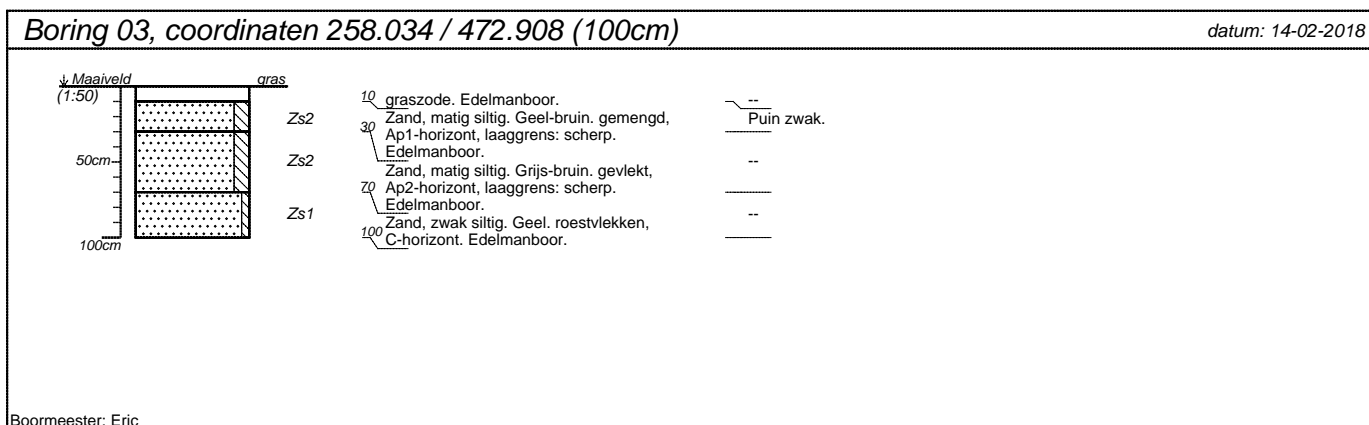 Boring 03, coordinaten 258.034 / 472.908 (100cm)
datum: 14-02-2018
Maaiveld
gras
(1:50)
10 graszode. Edelmanboor.
--
Zs2
Zand, matig siltig. Geel-bruin. gemengd,
Puin zwak.
30 Ap1-horizont, laaggrens: scherp.
Edelmanboor.
50cm
Zs2
Zand, matig siltig. Grijs-bruin. gevlekt,
--
70 Ap2-horizont, laaggrens: scherp.
Edelmanboor.
Zs1
Zand, zwak siltig. Geel. roestvlekken,
--
100 C-horizont. Edelmanboor.
100cm
Boormeester: Eric